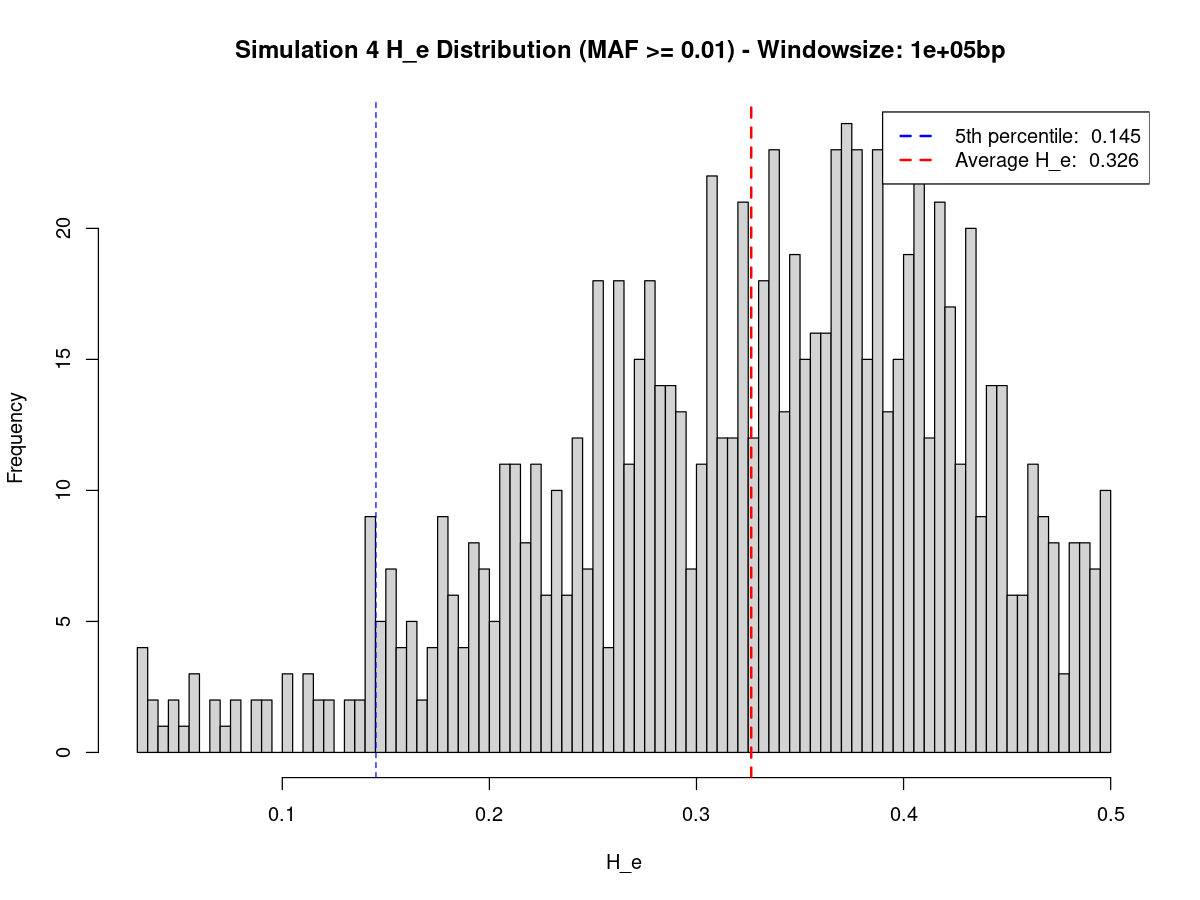 Simulation 4 H_e Distribution (MAF >= 0.01) - Windowsize: 1e+05bp
5th percentile:  0.145
Average H_e:  0.326
Frequency
20
15
10
5
0
0.1 0.2 0.3 0.4 0.5
H_e